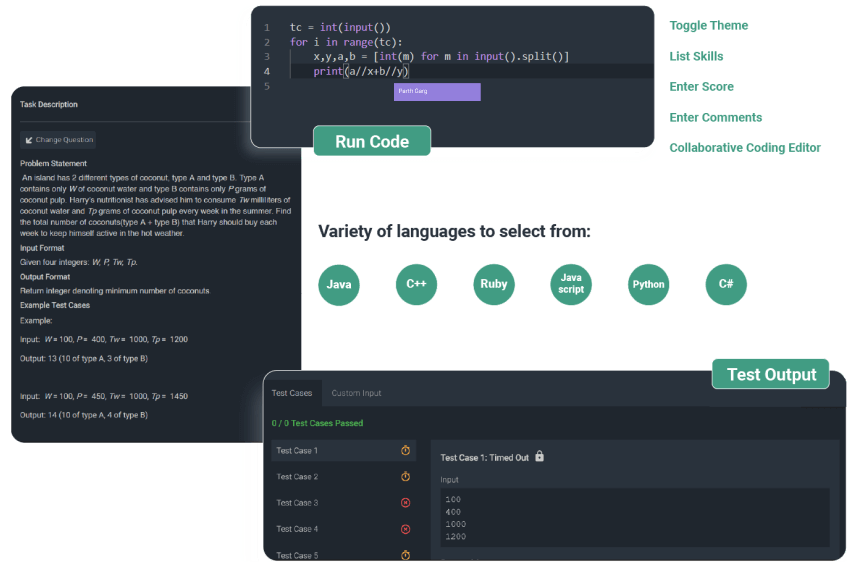 1 tc = int(input())
2 for i in range(tc):
3 x,y,a,b = [int(m) for m in input().split()]
4 print(a//x+b//y)
5
Parth Garg
Run Code
Toggle Theme
List Skills
Enter Score
Enter Comments
Collaborative Coding Editor
Task Description
Change Question
Problem Statement
An island has 2 different types of coconut, type A and type B. Type
A contains only W of coconut water and type B contains only P grams of
coconut pulp. Harry's nutritionist has advised him to consume Tw milliliters of
coconut water and Tp grams of coconut pulp every week in the summer. Find
the total number of coconuts(type A + type B) that Harry should buy each
week to keep himself active in the hot weather.
Input Format
Given four integers: W, P, Tw, Tp.
Output Format
Return integer denoting minimum number of coconuts.
Example Test Cases
Example:
Input: W = 100, P = 400, Tw = 1000, Tp = 1200
Output: 13 (10 of type A, 3 of type B)
Input: W = 100, P = 450, Tw = 1000, Tp = 1450
Output: 14 (10 of type A, 4 of type B)
Variety of languages to select from:
Java
C++
Ruby
Java
script
Python
C#
Test Output
Test Cases Custom Input
0 / 0 Test Cases Passed
Test Case 1
Test Case 2
Test Case 3
Test Case 4
Test Case 5
Test Case 1: Timed Out
Input
100
400
1000
1200